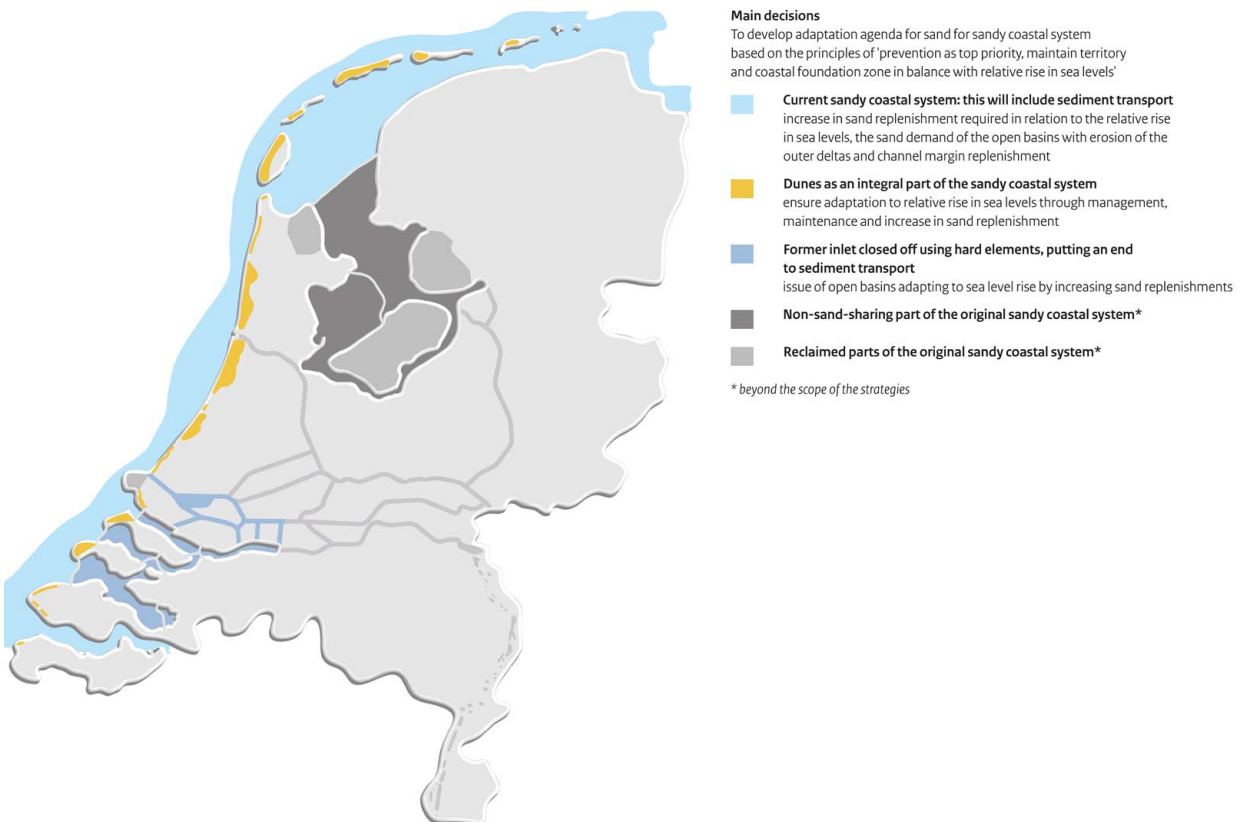 Main decisions
To develop adaptation agenda for sand for sandy coastal system
based on the principles of 'prevention as top priority, maintain territory
and coastal foundation zone in balance with relative rise in sea levels'
Current sandy coastal system: this will include sediment transport
increase in sand replenishment required in relation to the relative rise
in sea levels, the sand demand of the open basins with erosion of the
outer deltas and channel margin replenishment
Dunes as an integral part of the sandy coastal system
ensure adaptation to relative rise in sea levels through management,
maintenance and increase in sand replenishment
Former inlet closed off using hard elements, putting an end
to sediment transport
issue of open basins adapting to sea level rise by increasing sand replenishments
Non-sand-sharing part of the original sandy coastal system*
Reclaimed parts of the original sandy coastal system*
* beyond the scope of the strategies